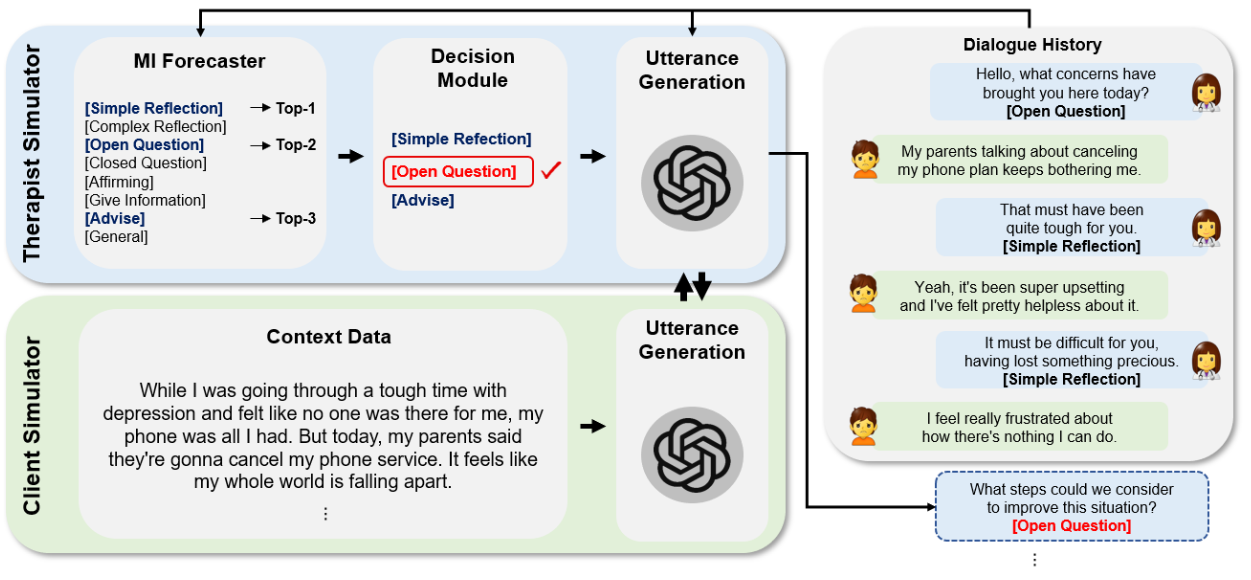 Therapist Simulator
MI Forecaster
[Simple Reflection] → Top-1
[Complex Reflection]
[Open Question] → Top-2
[Closed Question]
[Affirming]
[Give Information]
[Advise] → Top-3
[General]
Decision
Module
[Simple Refection]
[Open Question] ✓
[Advise]
Utterance
Generation
Client Simulator
Context Data
While I was going through a tough time with
depression and felt like no one was there for me, my
phone was all I had. But today, my parents said
they're gonna cancel my phone service. It feels like
my whole world is falling apart.
⋮
Utterance
Generation
Dialogue History
Hello, what concerns have
brought you here today?
[Open Question]
My parents talking about canceling
my phone plan keeps bothering me.
That must have been
quite tough for you.
[Simple Reflection]
Yeah, it's been super upsetting
and I've felt pretty helpless about it.
It must be difficult for you,
having lost something precious.
[Simple Reflection]
I feel really frustrated about
how there's nothing I can do.
What steps could we consider
to improve this situation?
[Open Question]
⋮